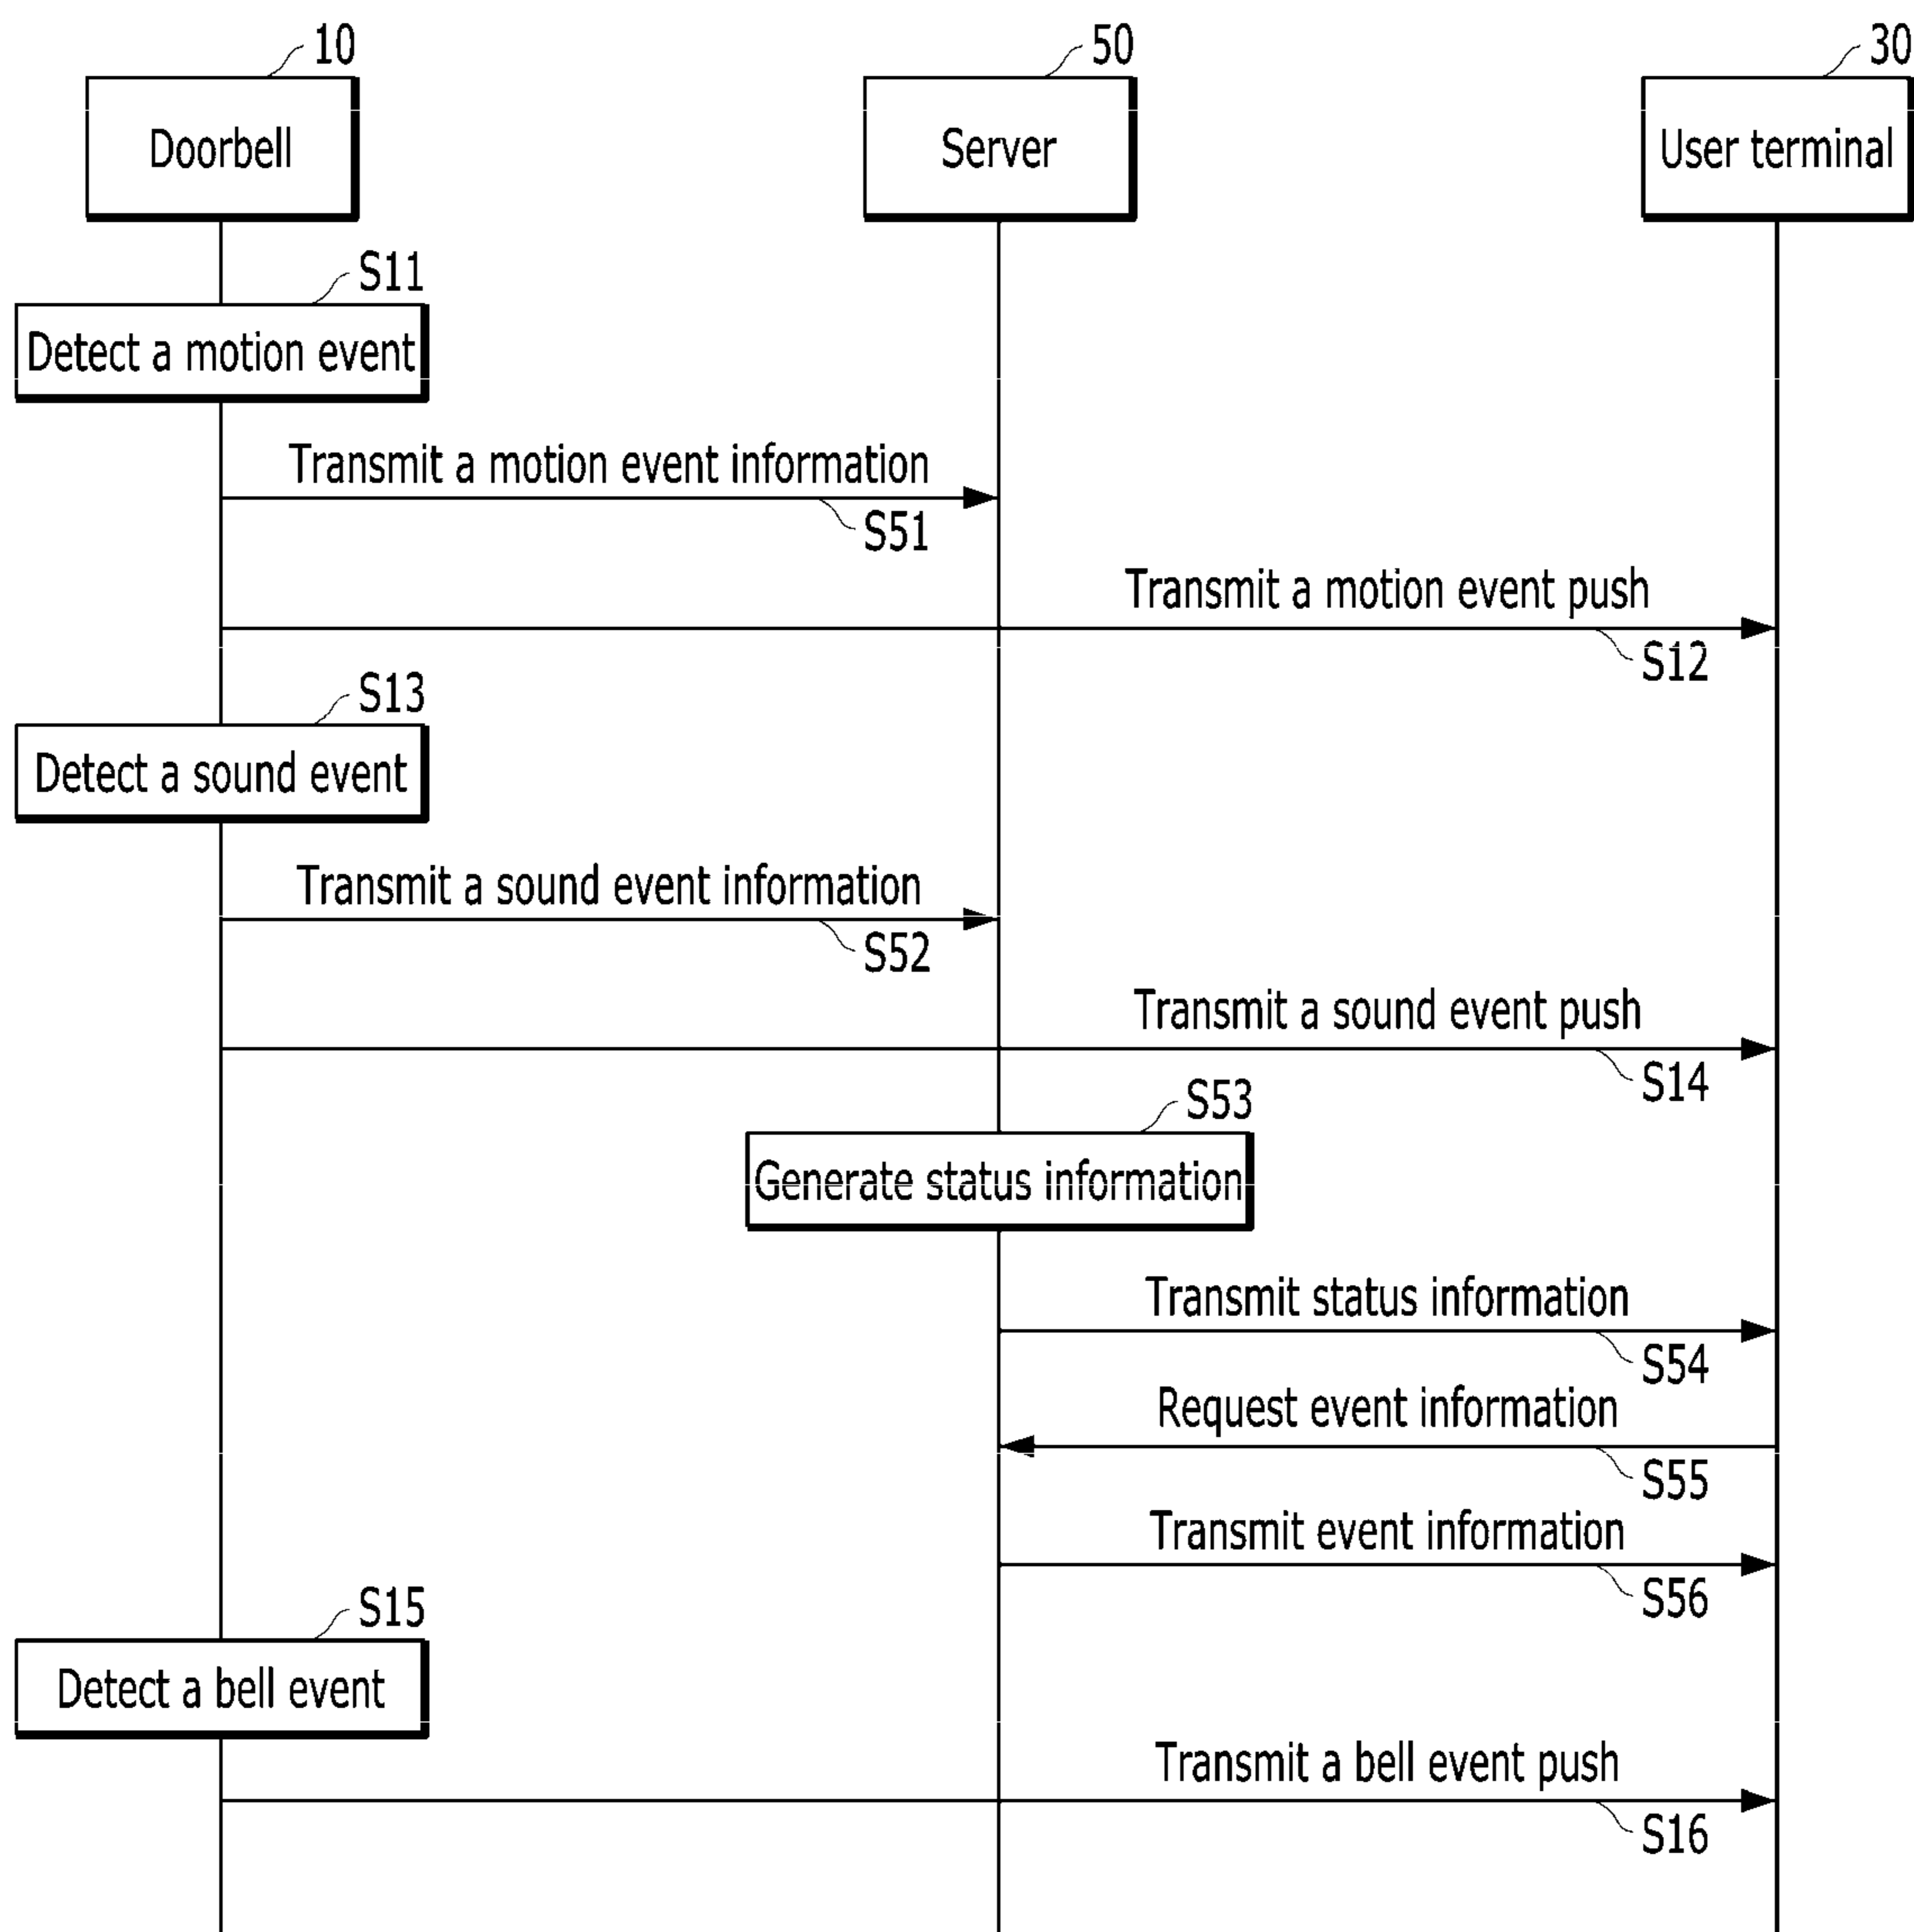 10
50
30
Doorbell
Server
User terminal
S11
Detect a motion event
Transmit a motion event information
S51
Transmit a motion event push
S12
S13
Detect a sound event
Transmit a sound event information
S52
Transmit a sound event push
S14
S53
Generate status information
Transmit status information
S54
Request event information
S55
Transmit event information
S56
S15
Detect a bell event
Transmit a bell event push
S16